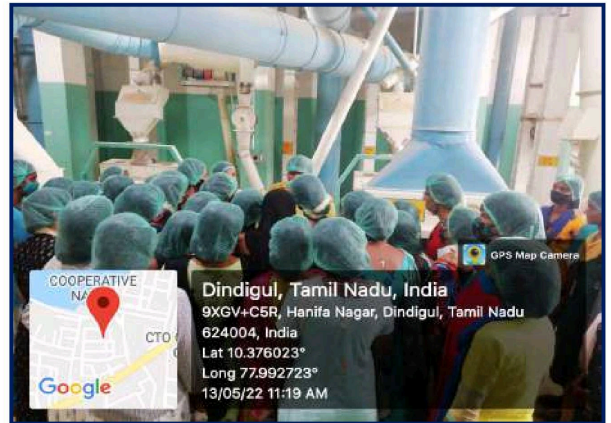 GPS Map Camera
COOPERATIVE
NA
CTO
Google
Dindigul, Tamil Nadu, India
9XGV+C5R, Hanifa Nagar, Dindigul, Tamil Nadu
624004, India
Lat 10.376023°
Long 77.992723°
13/05/22 11:19 AM